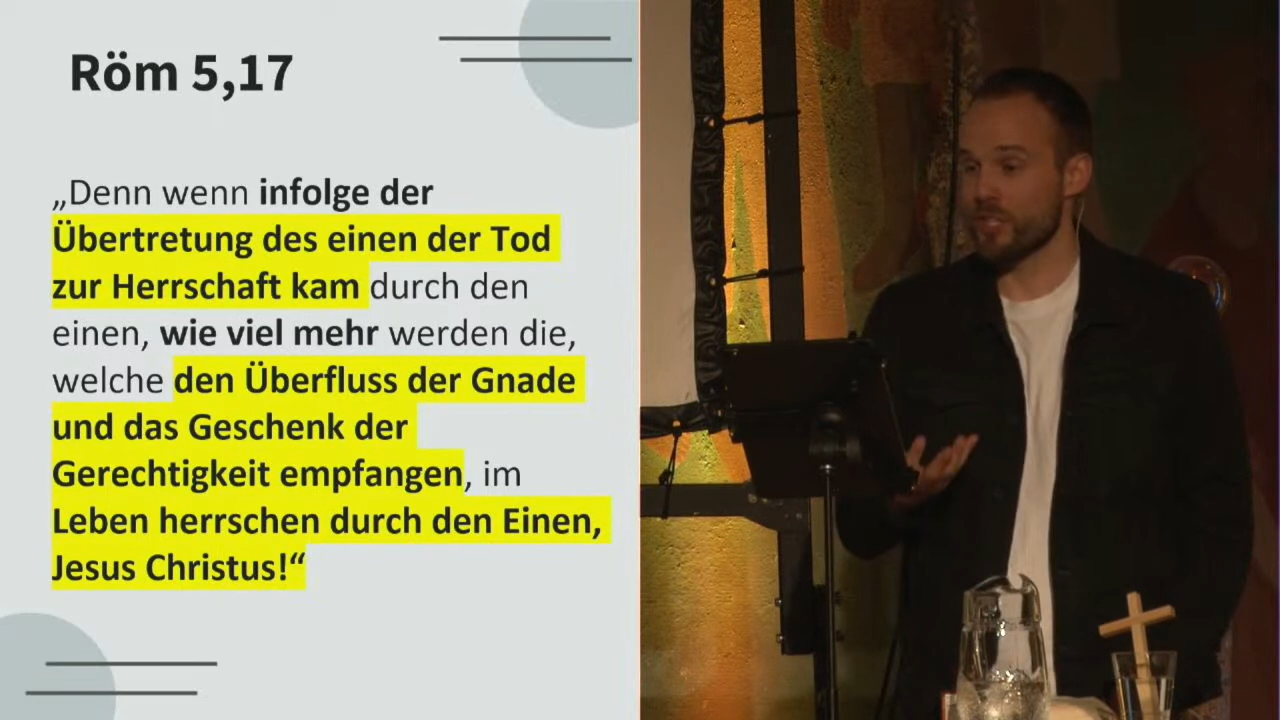 Röm 5,17
„Denn wenn infolge der
Übertretung des einen der Tod
zur Herrschaft kam durch den
einen, wie viel mehr werden die,
welche den Überfluss der Gnade
und das Geschenk der
Gerechtigkeit empfangen, im
Leben herrschen durch den Einen,
Jesus Christus!“